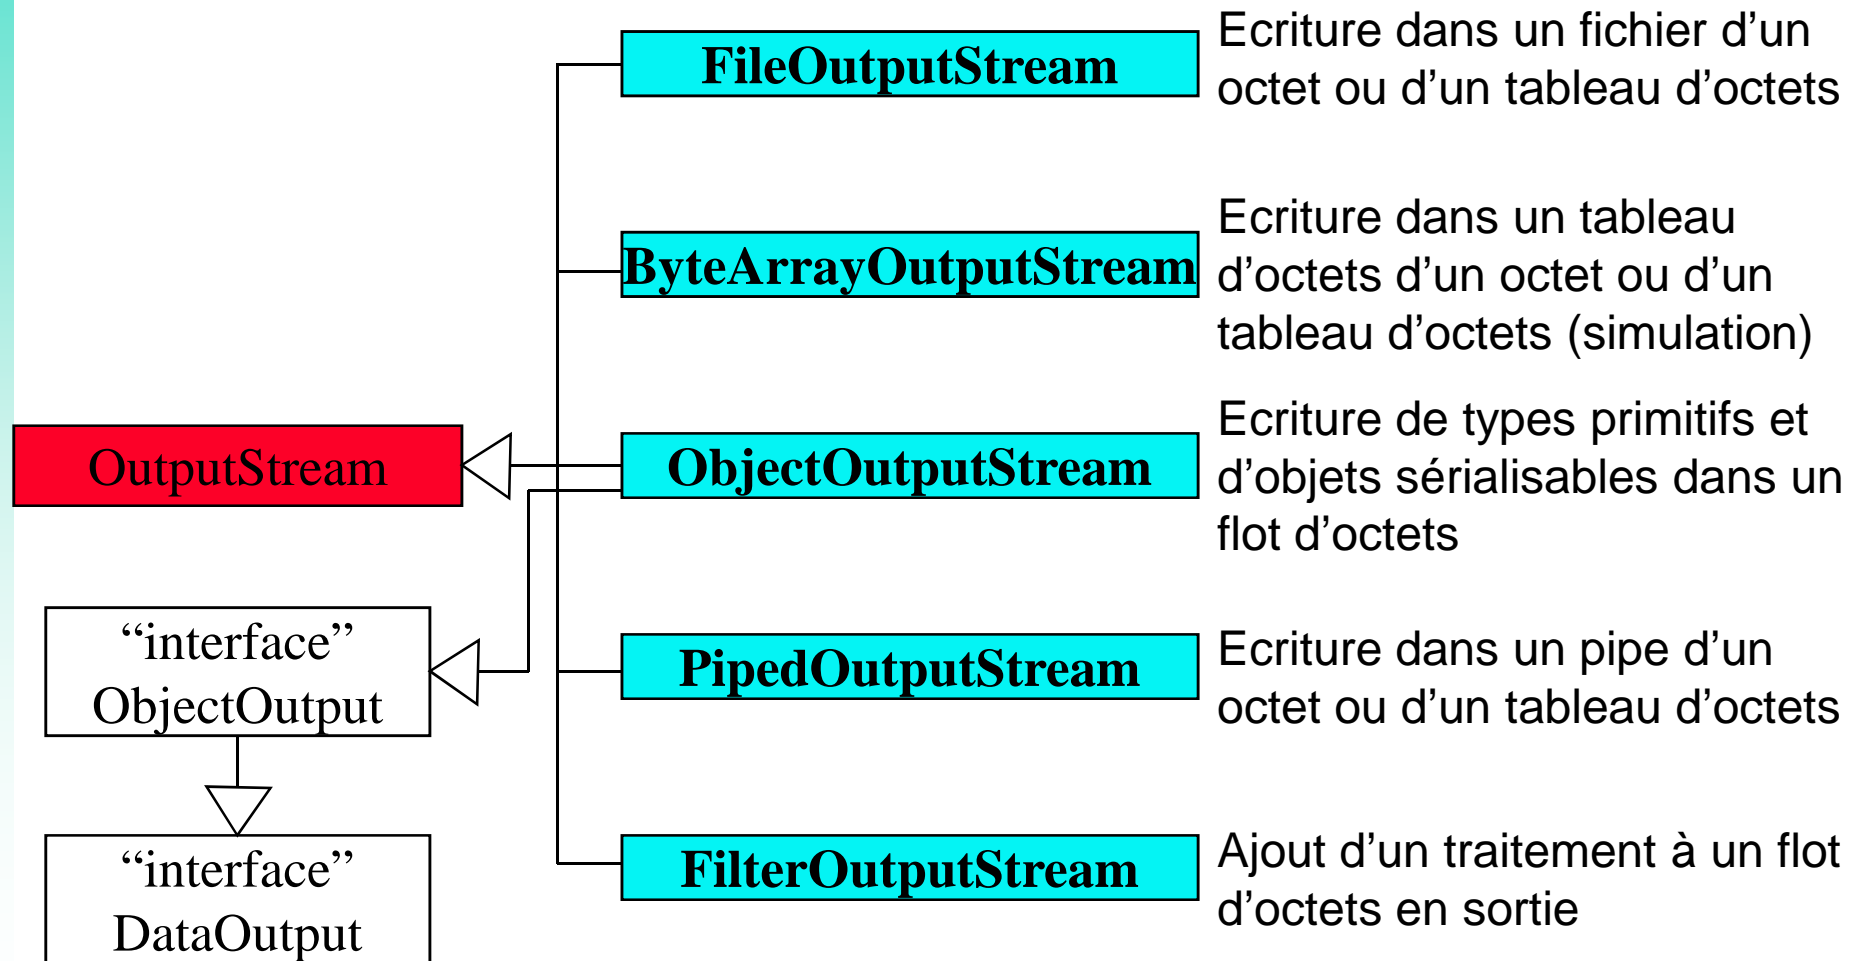 FileOutputStream
Ecriture dans un fichier d’un
octet ou d’un tableau d’octets
ByteArrayOutputStream
Ecriture dans un tableau
d’octets d’un octet ou d’un
tableau d’octets (simulation)
OutputStream
ObjectOutputStream
Ecriture de types primitifs et
d’objets sérialisables dans un
flot d’octets
“interface”
ObjectOutput
PipedOutputStream
Ecriture dans un pipe d’un
octet ou d’un tableau d’octets
“interface”
DataOutput
FilterOutputStream
Ajout d’un traitement à un flot
d’octets en sortie